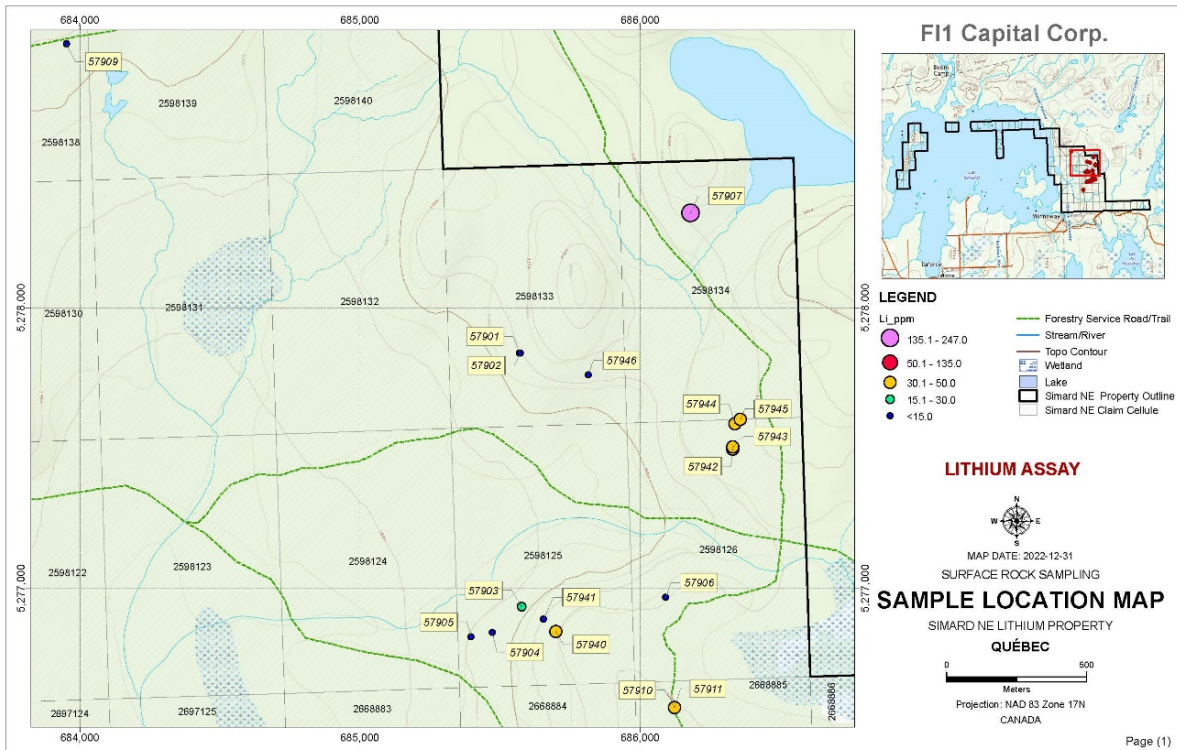 684,000
685,000
686,000
FI1 Capital Corp.
57909
2598139
2598140
2598138
57907
2598130
2598131
2598132
2598133
2598134
5,278,000
5,278,000
57901
57902
57946
57944
57945
57943
57942
2598122
2598123
2598124
2598125
2598126
5,277,000
5,277,000
57903
57941
57906
57905
57904
57940
57910
57911
2697124
2697125
2668883
2668884
2668885
2668886
684,000
685,000
686,000
Winneway
Laforce
LEGEND
Li_ppm
135.1 - 247.0
50.1 - 135.0
30.1 - 50.0
15.1 - 30.0
<15.0
Forestry Service Road/Trail
Stream/River
Topo Contour
Wetland
Lake
Simard NE Property Outline
Simard NE Claim Cellule
LITHIUM ASSAY
N
W E
S
MAP DATE: 2022-12-31
SURFACE ROCK SAMPLING
SAMPLE LOCATION MAP
SIMARD NE LITHIUM PROPERTY
QUÉBEC
0 500
Meters
Projection: NAD 83 Zone 17N
CANADA
Page (1)